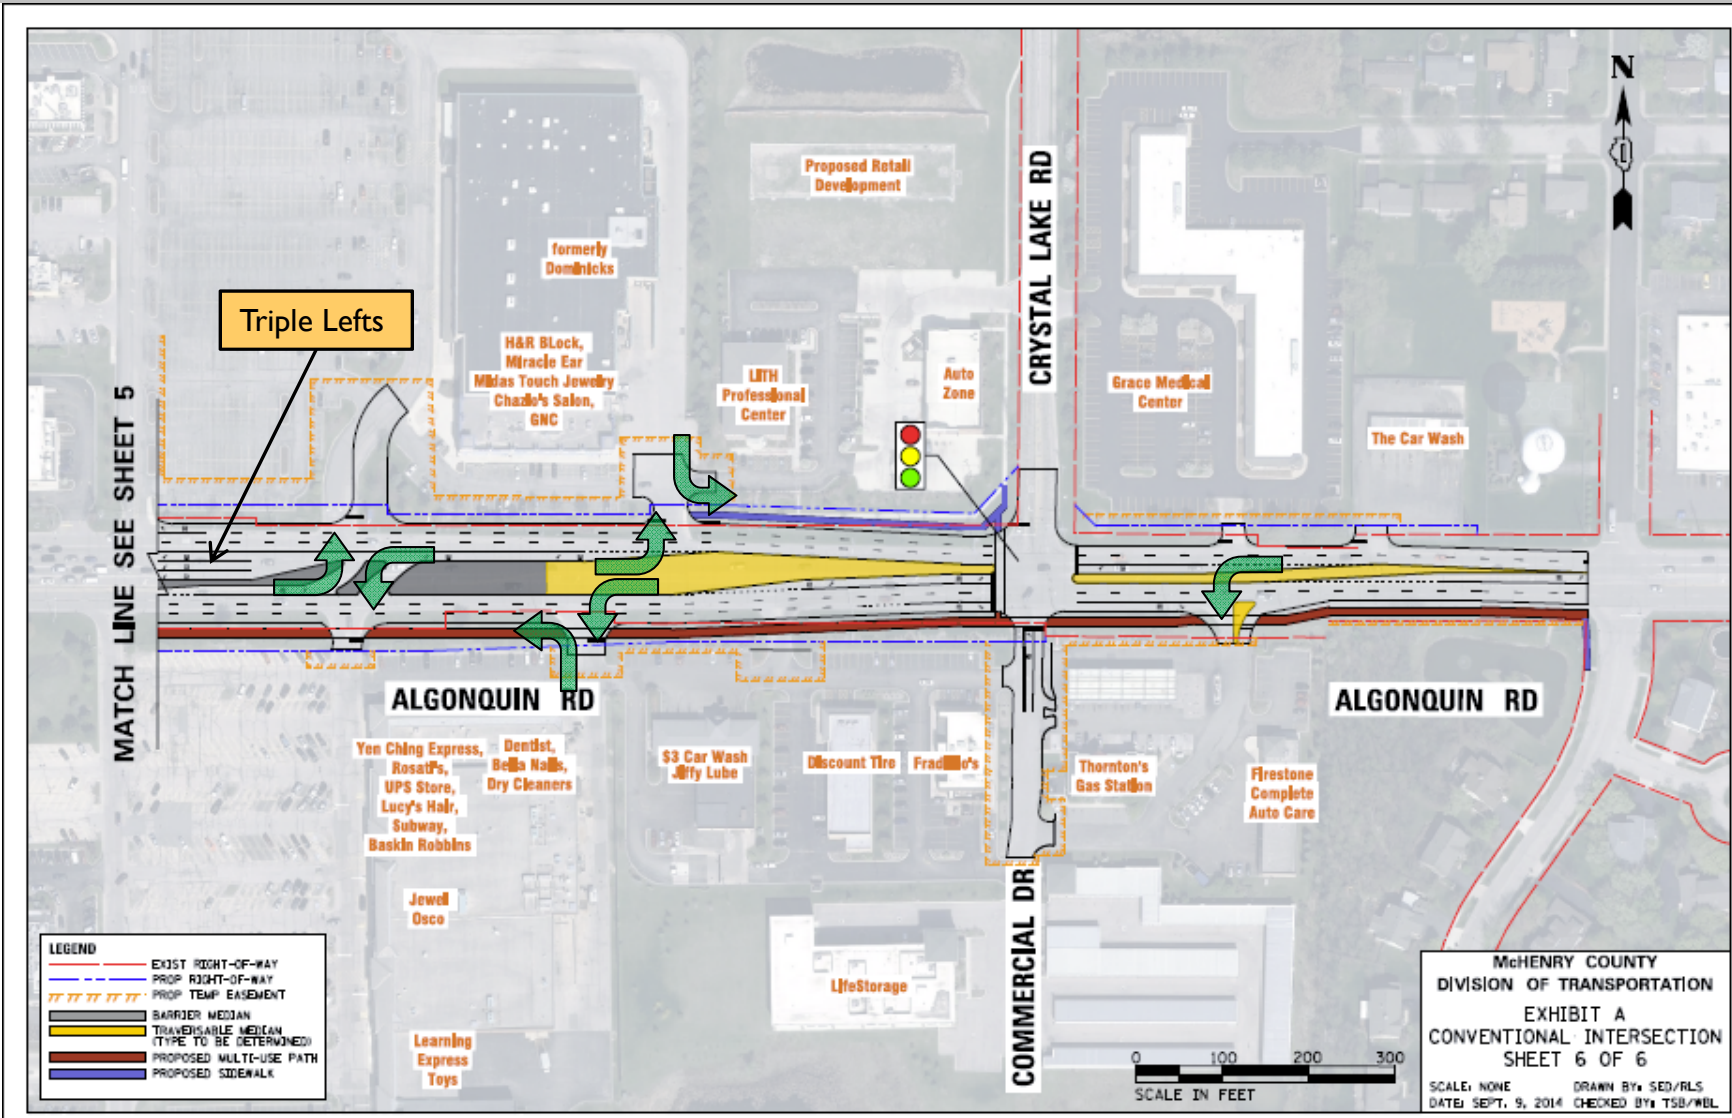 N
Proposed Retail
Development
CRYSTAL LAKE RD
formerly
Dominicks
Triple Lefts
H&R BLock,
Miracle Ear
Midas Touch Jewelry
Chazio's Salon,
GNC
LITH
Professional
Center
Auto
Zone
Grace Medical
Center
The Car Wash
MATCH LINE SEE SHEET 5
ALGONQUIN RD
ALGONQUIN RD
Yen Ching Express,
Rosati's,
UPS Store,
Lucy's Hair,
Subway,
Baskin Robbins
Dentist,
Bella Nails,
Dry Cleaners
$3 Car Wash
Jiffy Lube
Discount Tire
Thornton's
Gas Station
Firestone
Complete
Auto Care
Jewel
Osco
LifeStorage
COMMERCIAL DR
Learning
Express
Toys
LEGEND
EXIST RIGHT-OF-WAY
PROP RIGHT-OF-WAY
PROP TEMP EASEMENT
BARRIER MEDIAN
TRAVERSABLE MEDIAN
(TYPE TO BE DETERMINED)
PROPOSED MULTI-USE PATH
PROPOSED SIDEWALK
0 100 200 300
SCALE IN FEET
McHENRY COUNTY
DIVISION OF TRANSPORTATION
EXHIBIT A
CONVENTIONAL INTERSECTION
SHEET 6 OF 6
SCALE: NONE DRAWN BY: SED/RLS
DATE: SEPT. 9, 2014 CHECKED BY: TSB/WBL